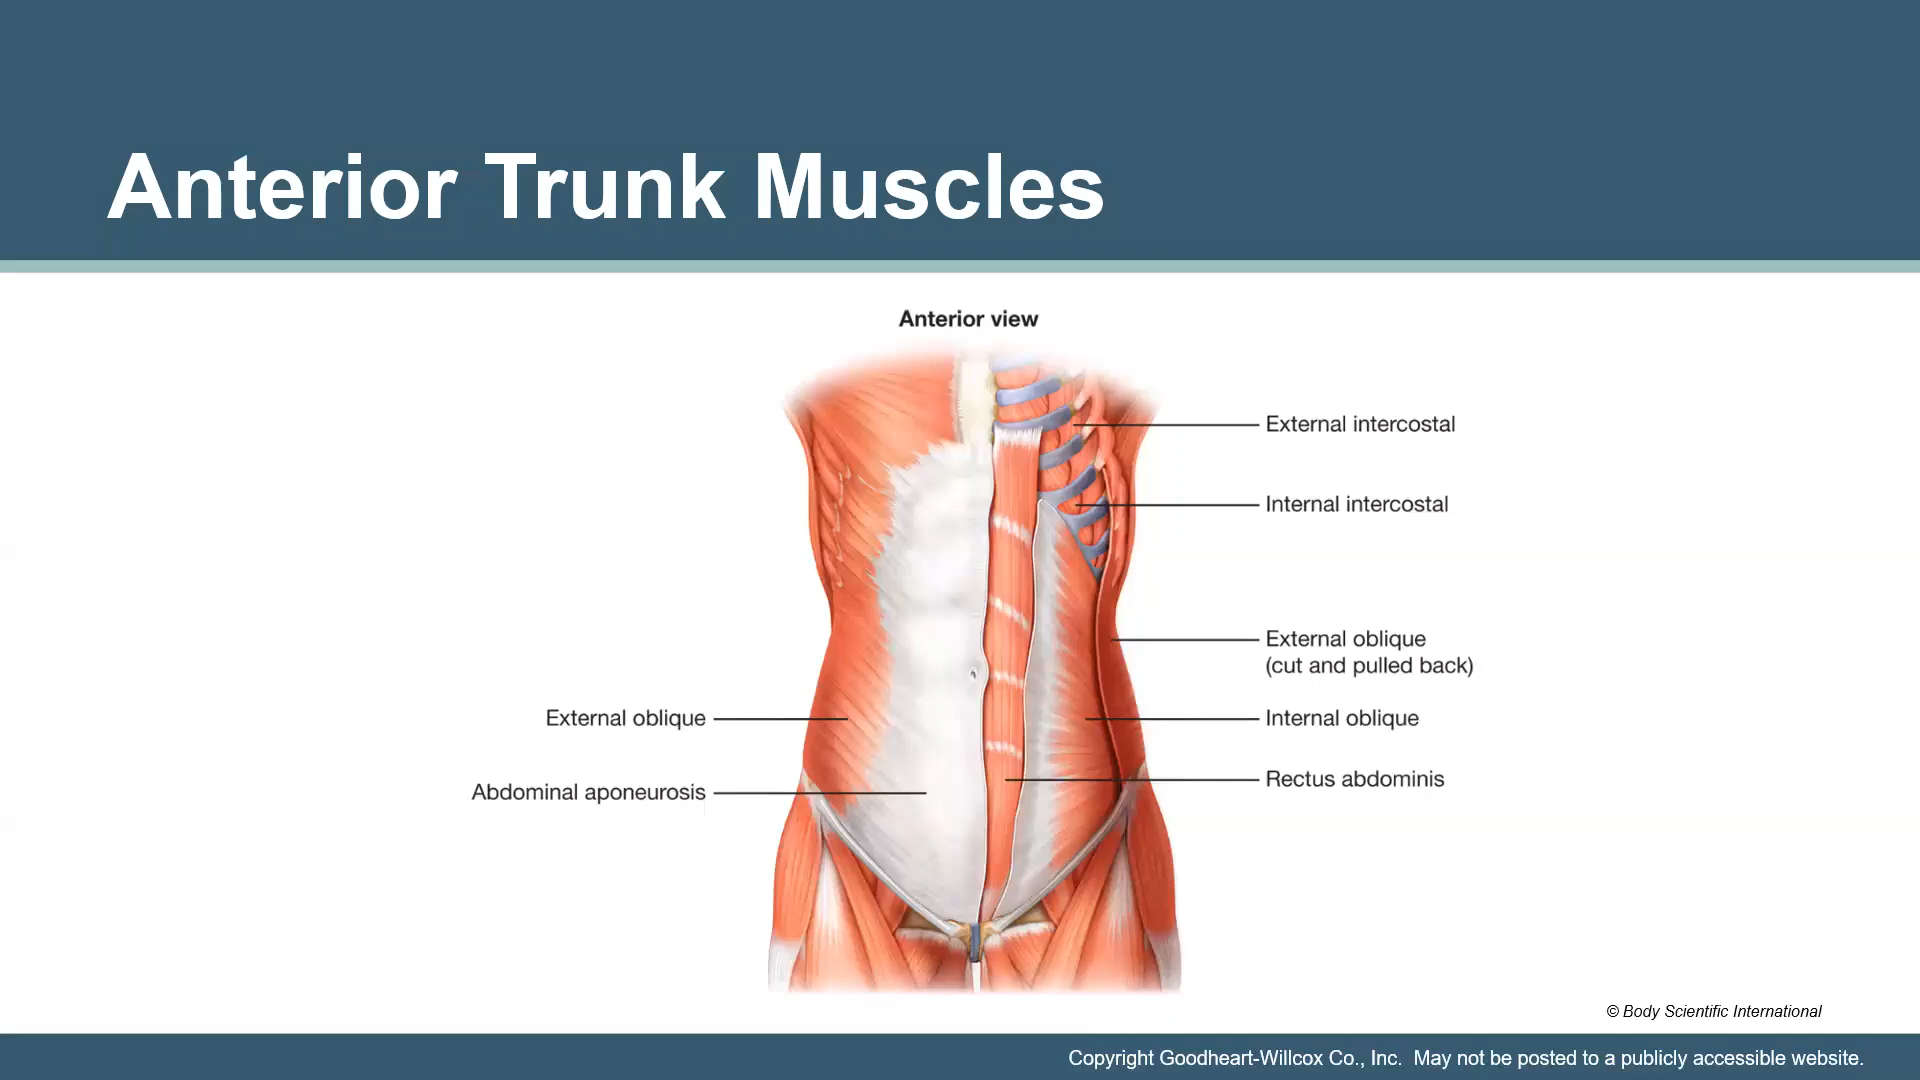 Anterior Trunk Muscles
Anterior view
External intercostal
Internal intercostal
External oblique
(cut and pulled back)
External oblique
Internal oblique
Rectus abdominis
Abdominal aponeurosis
© Body Scientific International
Copyright Goodheart-Willcox Co., Inc.  May not be posted to a publicly accessible website.